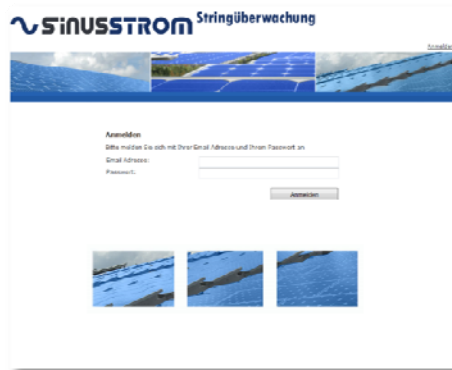 SINUSSTROM Stringüberwachung
Anmelden
Anmelden
Bitte melden Sie sich mit Ihrer Email Adresse und Ihrem Passwort an
Email Adresse:
Passwort:
Anmelden